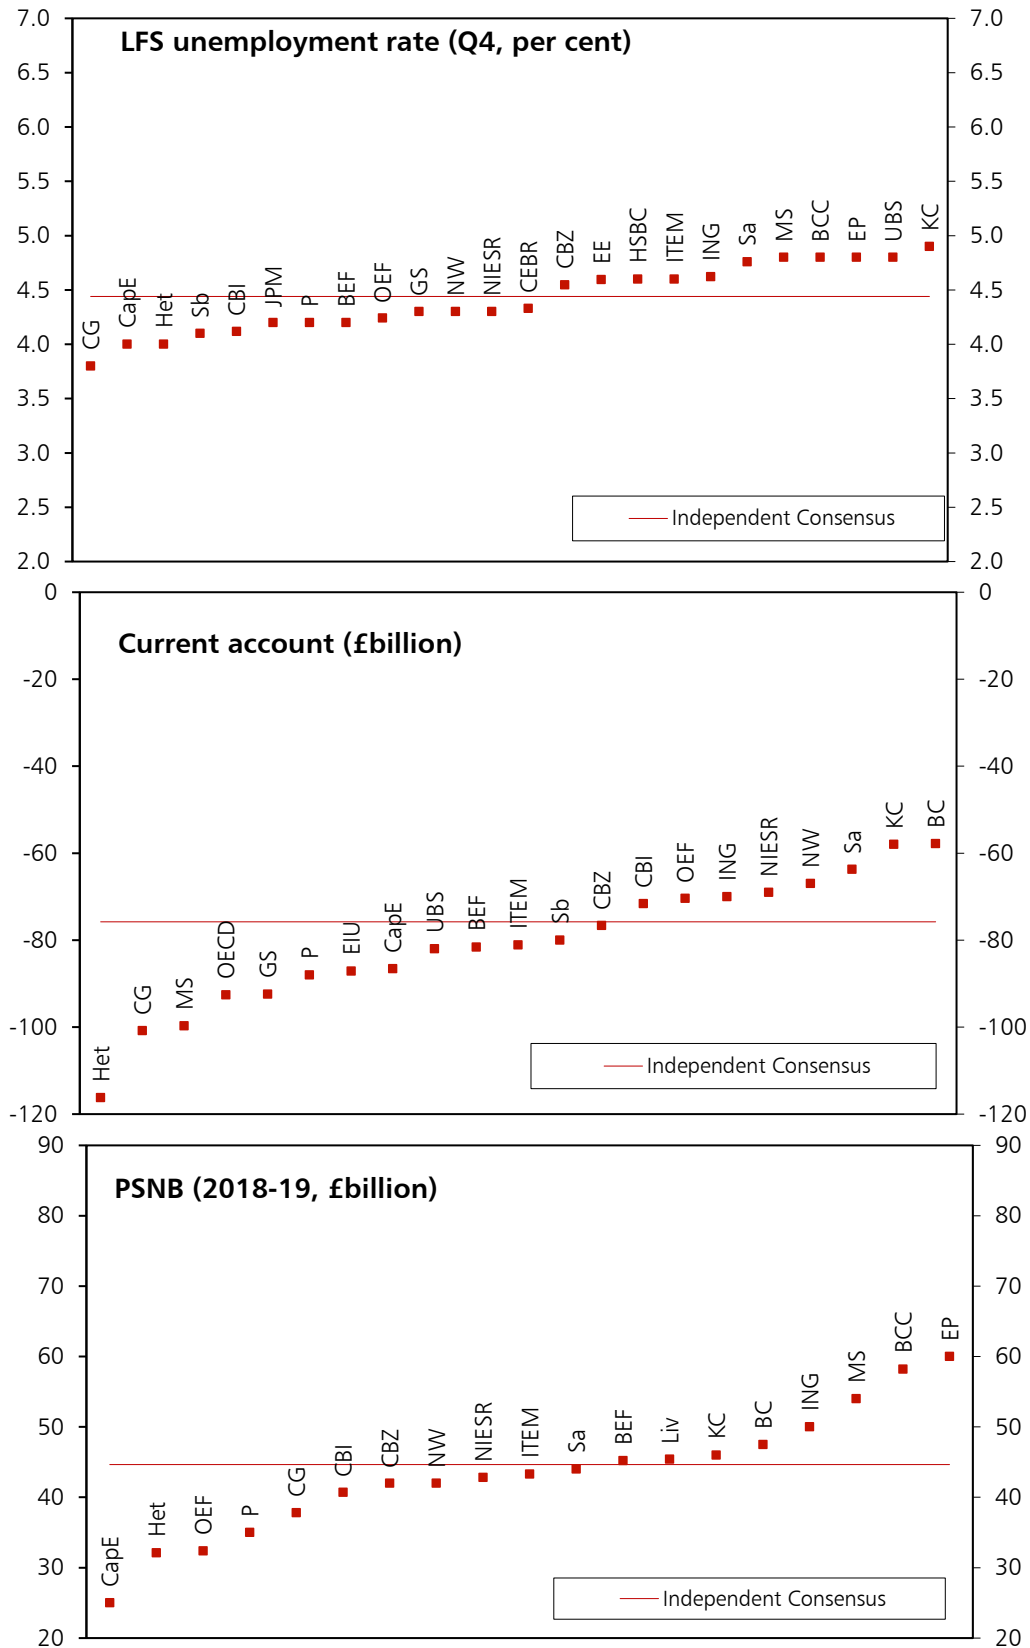 LFS unemployment rate (Q4, per cent)
7.0 7.0
6.5 6.5
6.0 6.0
5.5 5.5
5.0 5.0
4.5 4.5
4.0 4.0
3.5 3.5
3.0 3.0
2.5 2.5
2.0 2.0
CG CapE Het Sb CBI JPM P BEF OEF GS NW NIESR CEBR CBZ EE HSBC ITEM ING Sa MS BCC EP UBS KC
Independent Consensus
Current account (£billion)
0 0
-20 -20
-40 -40
-60 -60
-80 -80
-100 -100
-120 -120
Het CG MS OECD GS P EIU CapE UBS BEF ITEM Sb CBZ CBI OEF ING NIESR NW Sa KC BC
Independent Consensus
PSNB (2018-19, £billion)
90 90
80 80
70 70
60 60
50 50
40 40
30 30
20 20
CapE Het OEF P CG CBI CBZ NW NIESR ITEM Sa BEF Liv KC BC ING MS BCC EP
Independent Consensus